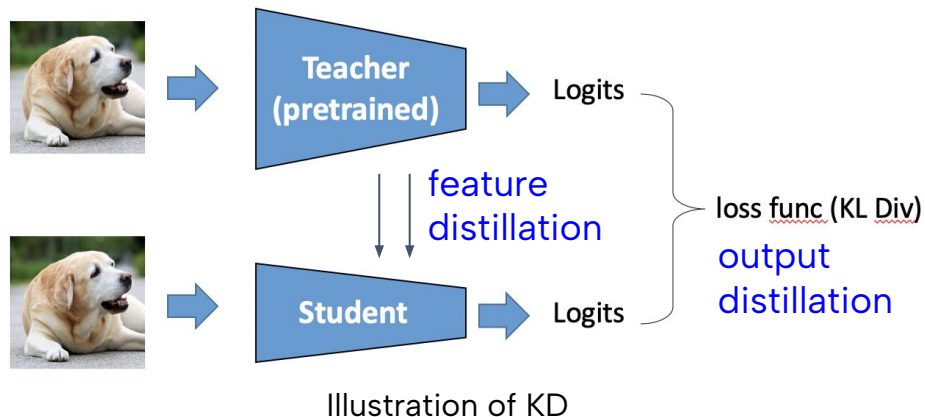 Teacher
(pretrained)
Logits
feature
distillation
loss func (KL Div)
output
distillation
Student
Logits
Illustration of KD